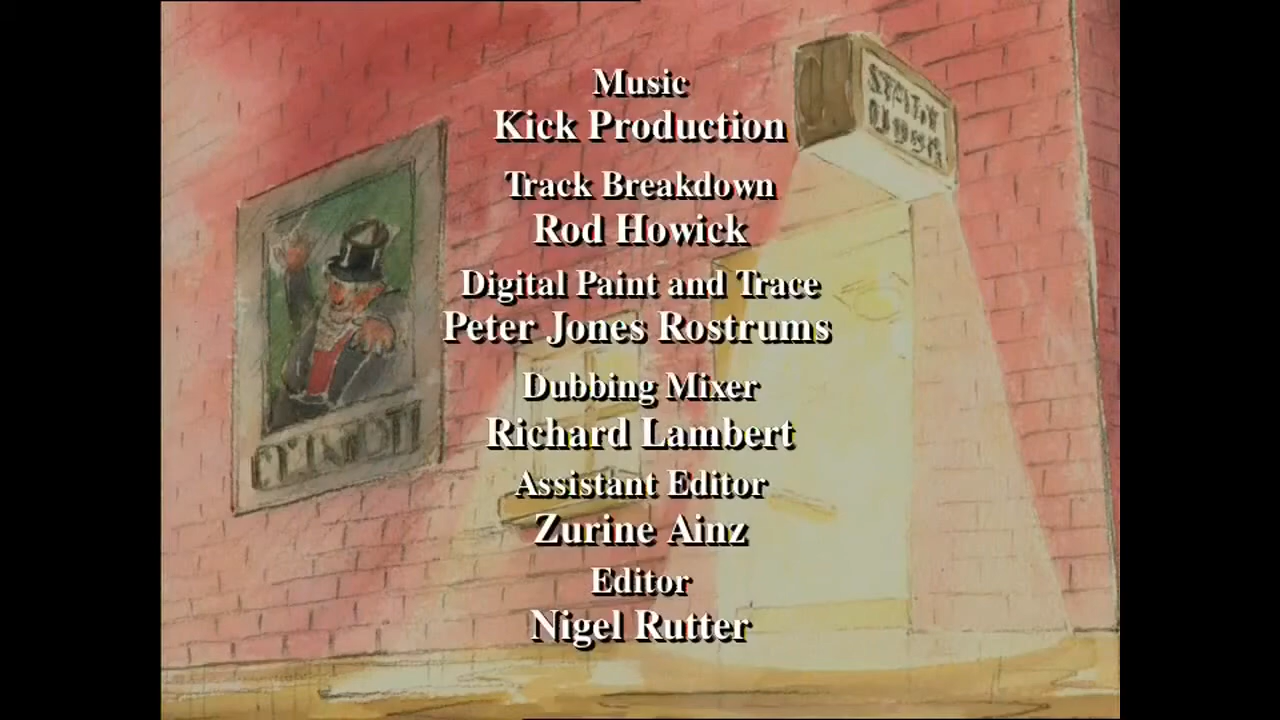 Music
Kick Production
Track Breakdown
Rod Howick
Digital Paint and Trace
Peter Jones Rostrums
Dubbing Mixer
Richard Lambert
Assistant Editor
Zurine Ainz
Editor
Nigel Rutter